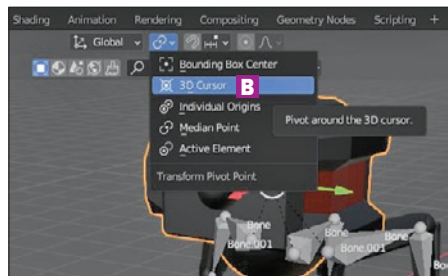 Shading Animation Rendering Compositing Geometry Nodes Scripting +
Global
Bounding Box Center
3D Cursor B
Individual Origins
Pivot around the 3D cursor.
Median Point
Active Element
Transform Pivot Point
Bone
Bone
Bone
Bone.001
Bone.001